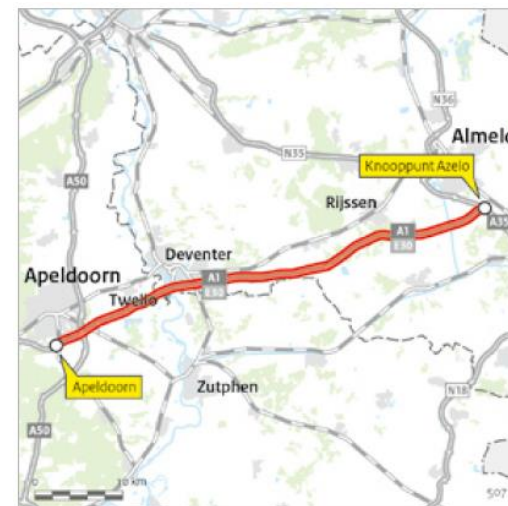 N36
Almelo
N35
Knooppunt Azelo
A50
Rijssen
A35
A1
E30
Deventer
A1
E30
Apeldoorn
Twello
Apeldoorn
Zutphen
N18
A50
10 km
507